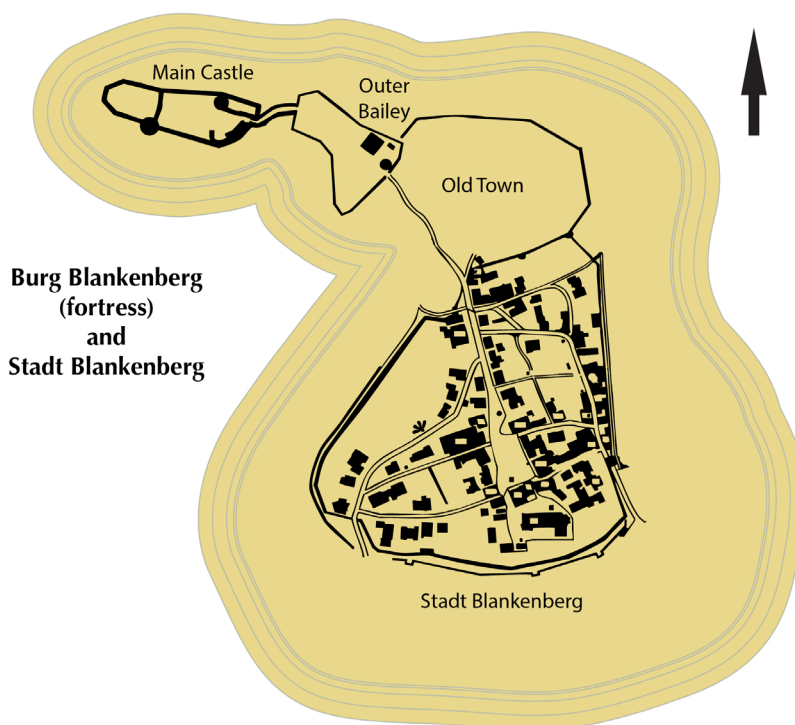 Main Castle
Outer
Bailey
Old Town
Burg Blankenberg
(fortress)
and
Stadt Blankenberg
Stadt Blankenberg